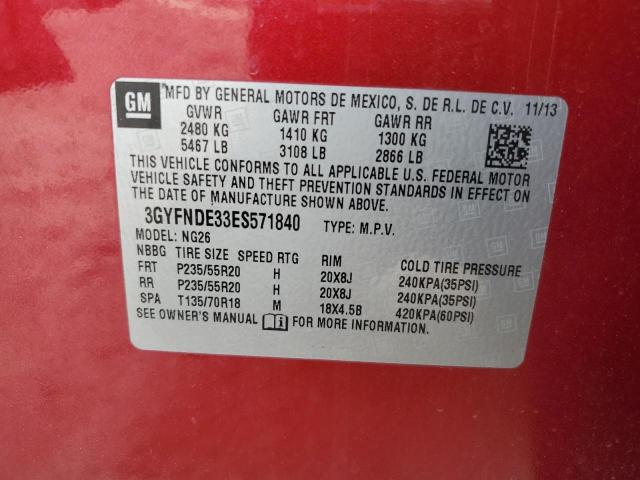 GM
MFD BY GENERAL MOTORS DE MEXICO, S. DE R.L. DE C.V. 11/13
GVWR GAWR FRT GAWR RR
2480 KG 1410 KG 1300 KG
5467 LB 3108 LB 2866 LB
THIS VEHICLE CONFORMS TO ALL APPLICABLE U.S. FEDERAL MOTOR
VEHICLE SAFETY AND THEFT PREVENTION STANDARDS IN EFFECT ON
THE DATE OF MANUFACTURE SHOWN ABOVE.
3GYFNDE33ES571840 TYPE: M.P.V.
MODEL: NG26
NBBG TIRE SIZE SPEED RTG RIM COLD TIRE PRESSURE
FRT P235/55R20 H 20X8J 240KPA(35PSI)
RR P235/55R20 H 20X8J 240KPA(35PSI)
SPA T135/70R18 M 18X4.5B 420KPA(60PSI)
SEE OWNER'S MANUAL FOR MORE INFORMATION.